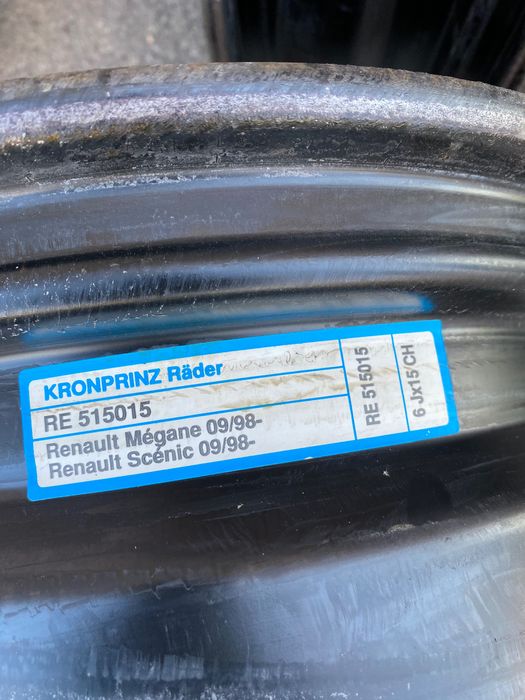 KRONPRINZ Räder
RE 515015
Renault Mégane 09/98-
Renault Scénic 09/98-
RE 515015
6 Jx15/CH